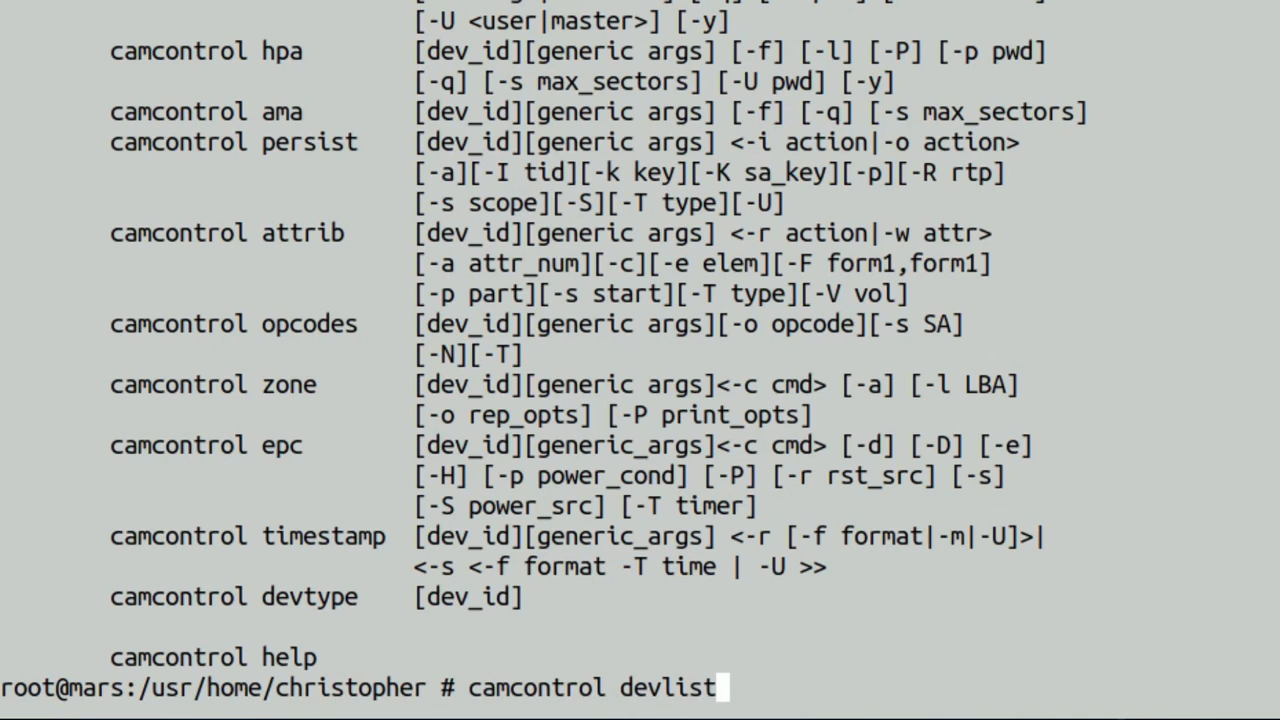 [-U <user|master>] [-y]
camcontrol hpa [dev_id][generic args] [-f] [-l] [-P] [-p pwd]
[-q] [-s max_sectors] [-U pwd] [-y]
camcontrol ama [dev_id][generic args] [-f] [-q] [-s max_sectors]
camcontrol persist [dev_id][generic args] <-i action|-o action>
[-a][-I tid][-k key][-K sa_key][-p][-R rtp]
[-s scope][-S][-T type][-U]
camcontrol attrib [dev_id][generic args] <-r action|-w attr>
[-a attr_num][-c][-e elem][-F form1,form1]
[-p part][-s start][-T type][-V vol]
camcontrol opcodes [dev_id][generic args][-o opcode][-s SA]
[-N][-T]
camcontrol zone [dev_id][generic args]<-c cmd> [-a] [-l LBA]
[-o rep_opts] [-P print_opts]
camcontrol epc [dev_id][generic_args]<-c cmd> [-d] [-D] [-e]
[-H] [-p power_cond] [-P] [-r rst_src] [-s]
[-S power_src] [-T timer]
camcontrol timestamp [dev_id][generic_args] <-r [-f format|-m|-U]>|
<-s <-f format -T time | -U >>
camcontrol devtype [dev_id]
camcontrol help
root@mars:/usr/home/christopher # camcontrol devlist